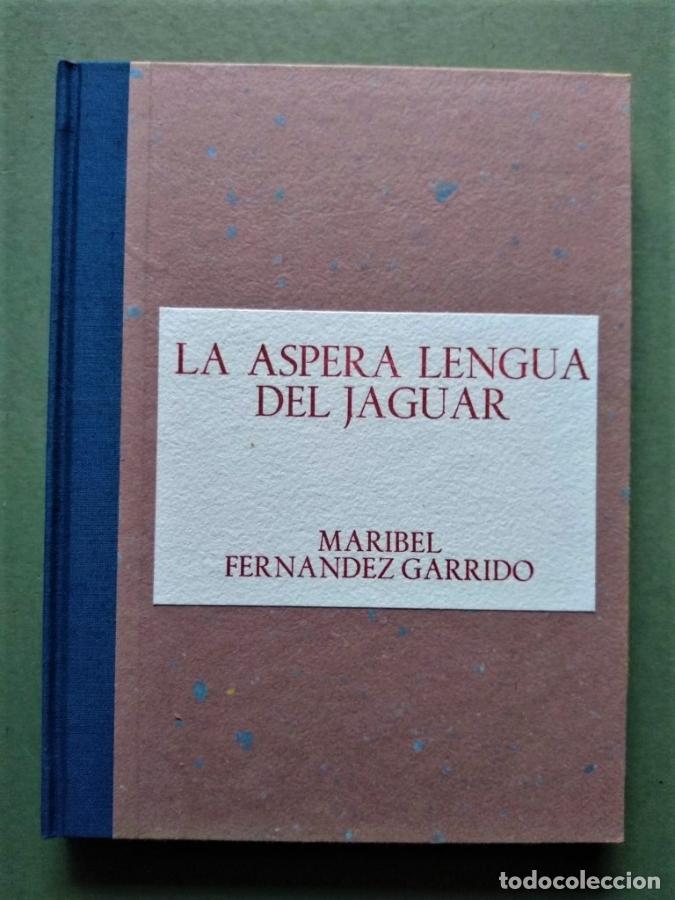 LA ASPERA LENGUA
DEL JAGUAR
MARIBEL
FERNANDEZ GARRIDO
todocoleccion